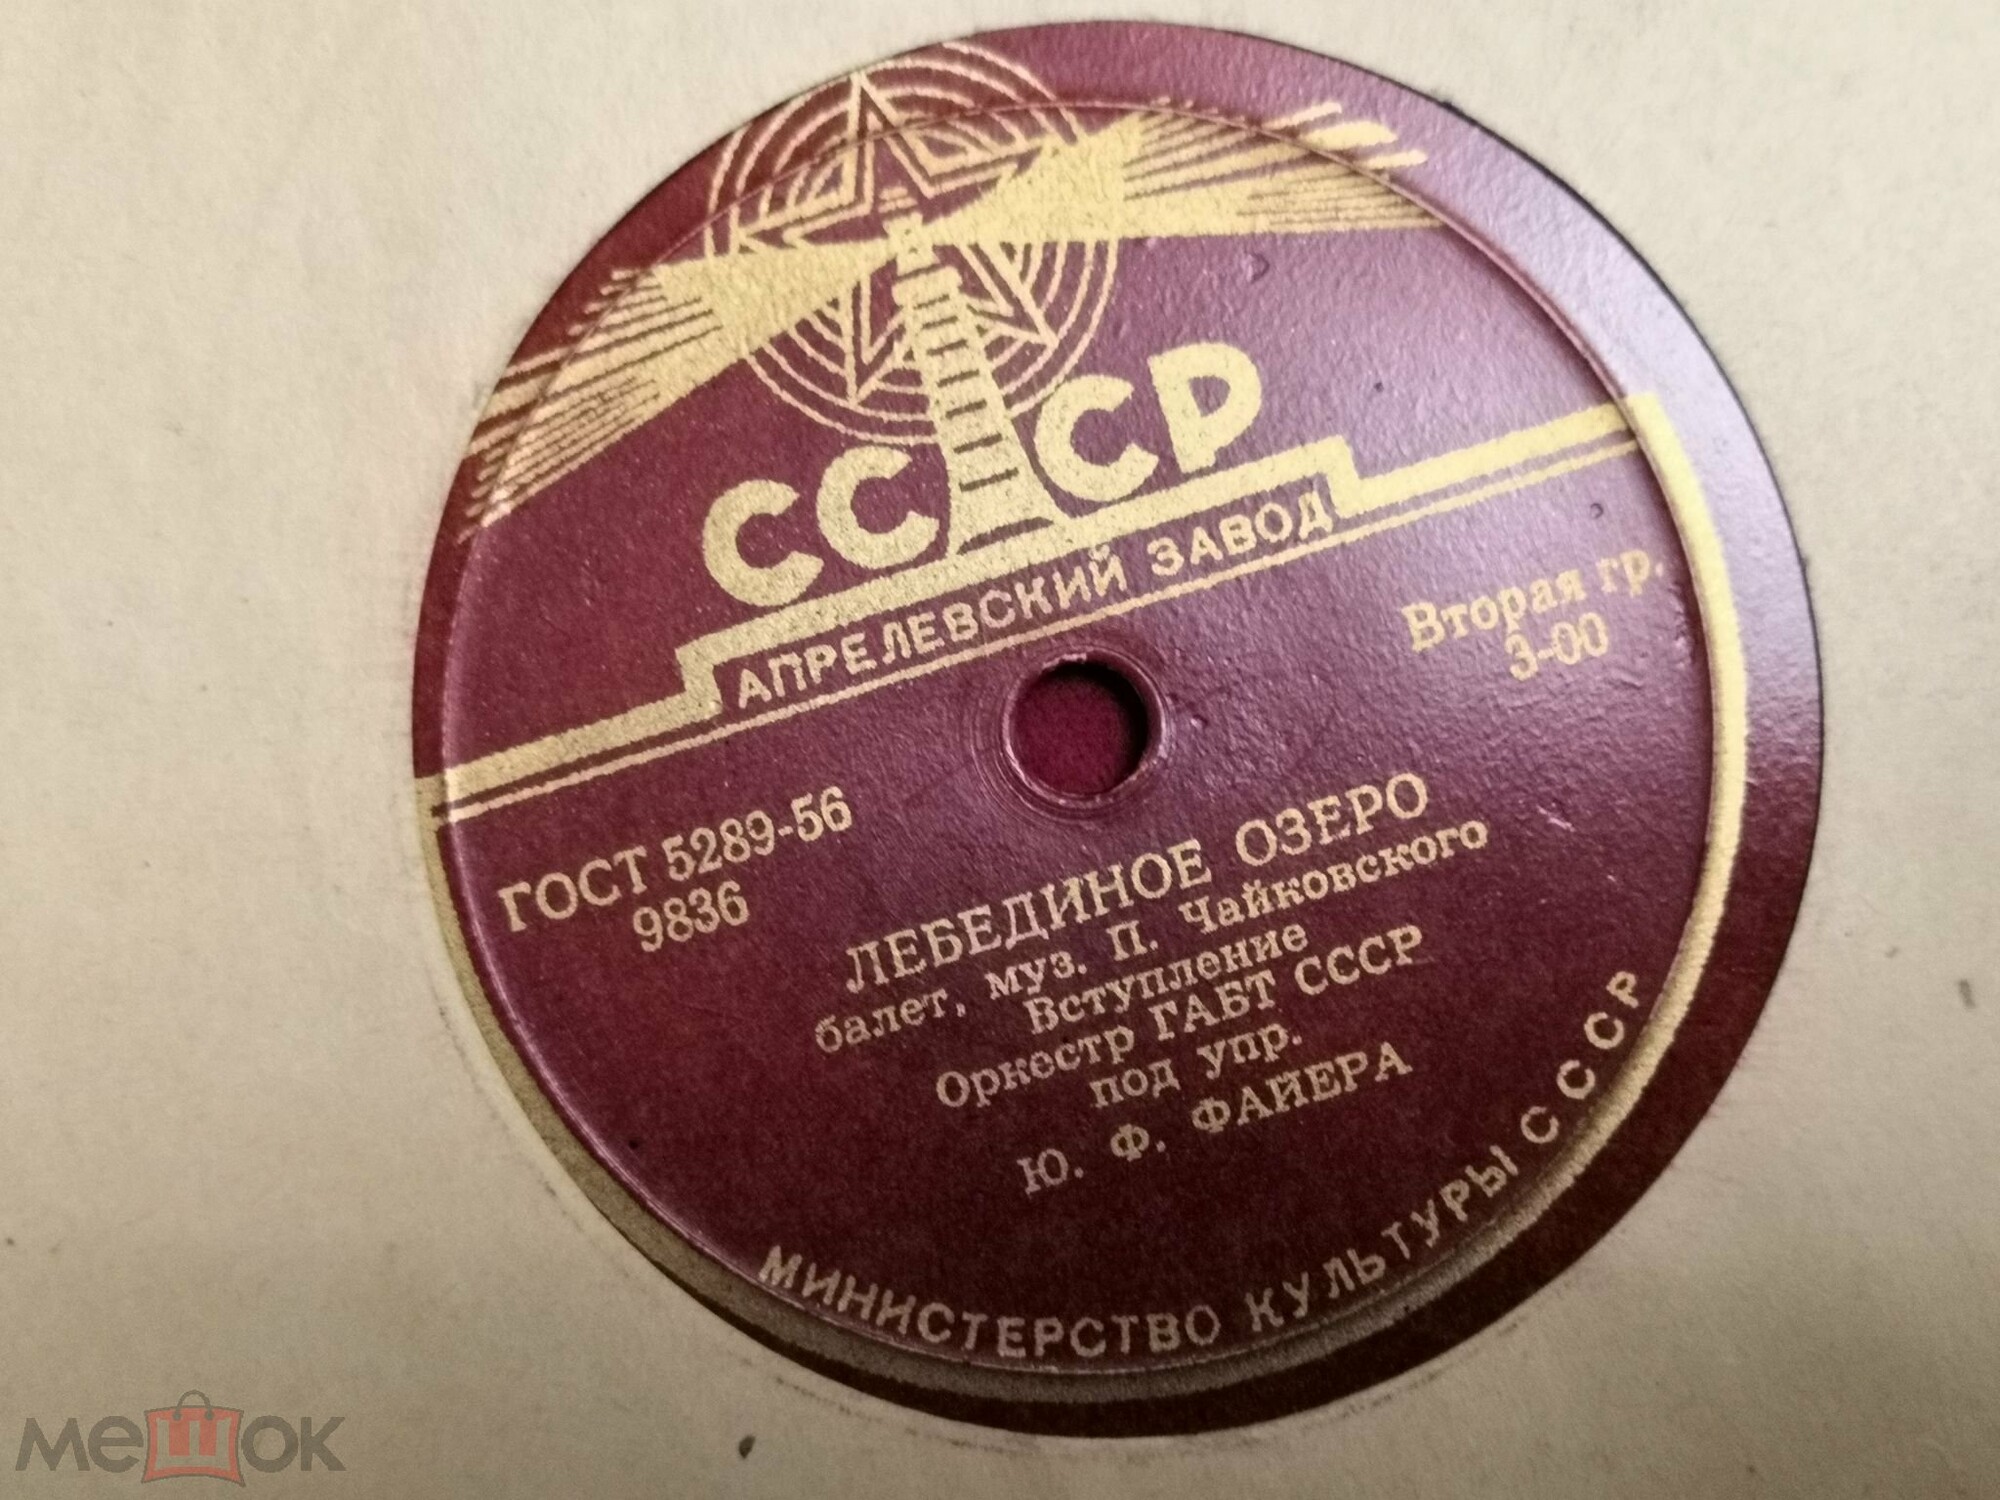 СССР
АПРЕЛЕВСКИЙ ЗАВОД
Вторая гр.
3-00
ГОСТ 5289-56
9836
ЛЕБЕДИНОЕ ОЗЕРО
балет, муз. П. Чайковского
Вступление
Оркестр ГАБТ СССР
под упр.
Ю. Ф. ФАЙЕРА
МИНИСТЕРСТВО КУЛЬТУРЫ СССР
мешок